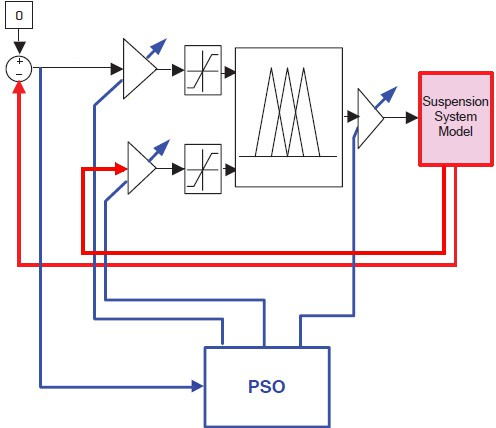 0
+
−
Suspension
System
Model
PSO